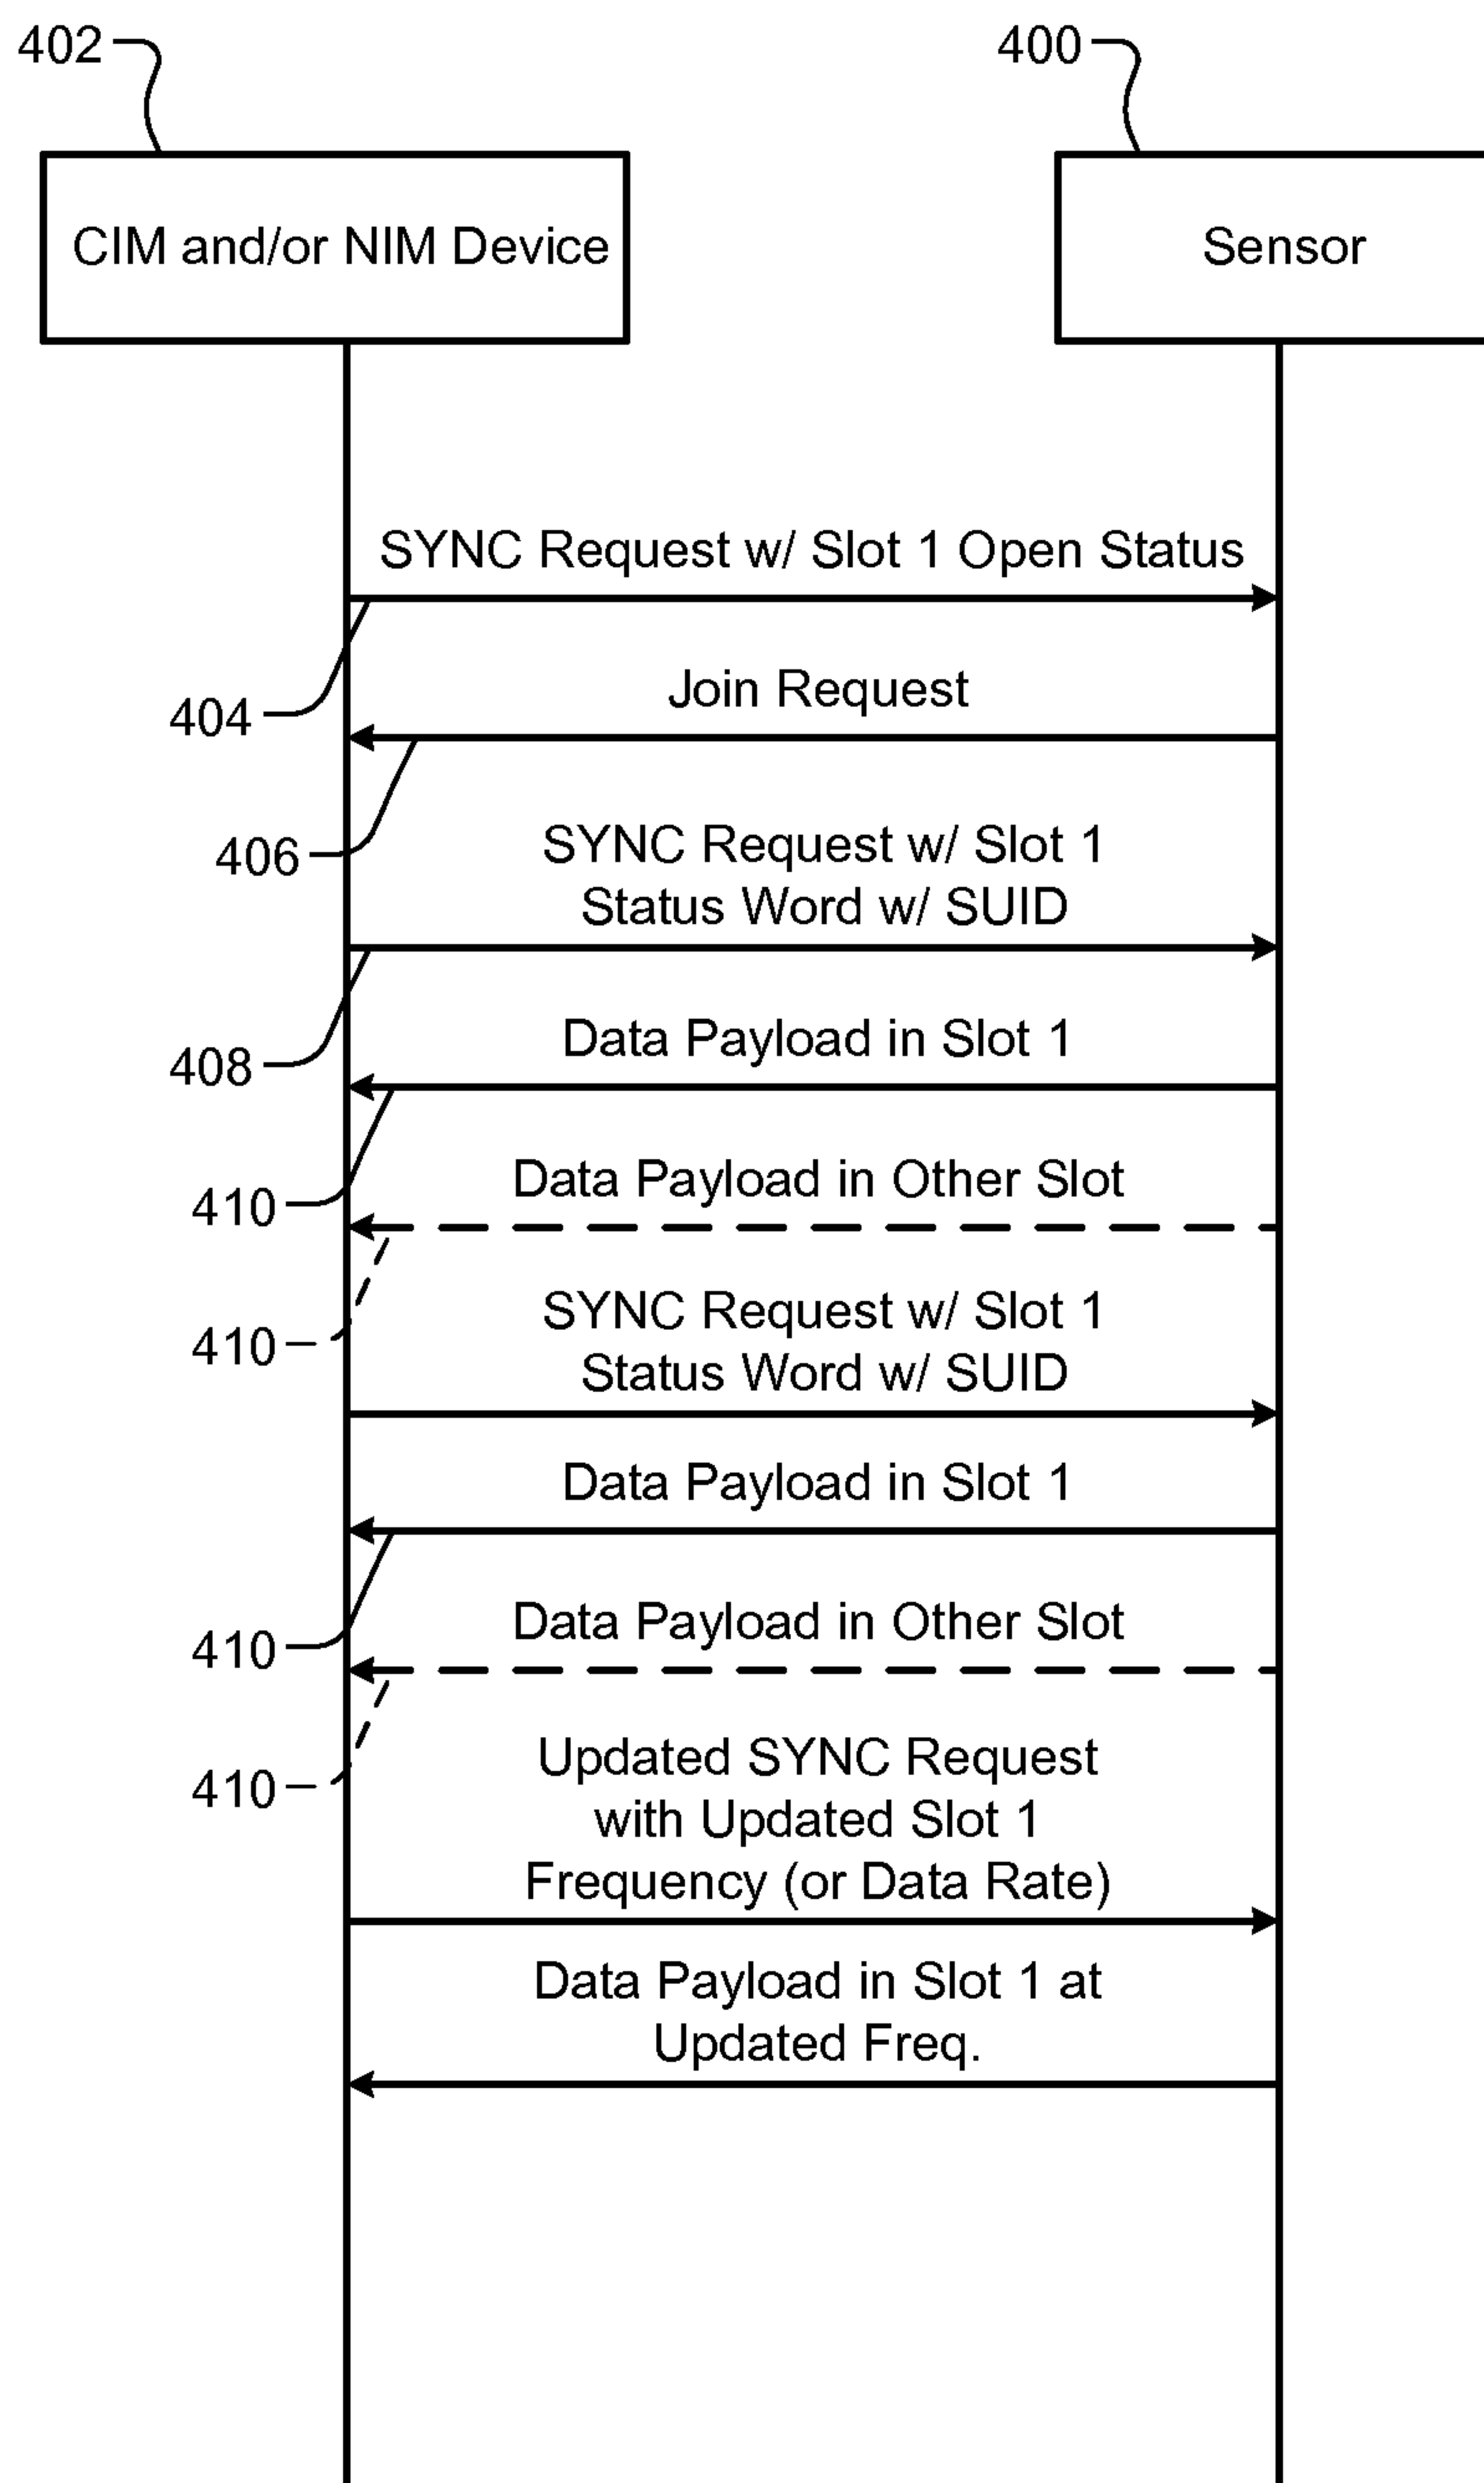 402
400
CIM and/or NIM Device
Sensor
SYNC Request w/ Slot 1 Open Status
404
Join Request
406
SYNC Request w/ Slot 1
Status Word w/ SUID
408
Data Payload in Slot 1
410
Data Payload in Other Slot
410
SYNC Request w/ Slot 1
Status Word w/ SUID
Data Payload in Slot 1
410
Data Payload in Other Slot
410
Updated SYNC Request
with Updated Slot 1
Frequency (or Data Rate)
Data Payload in Slot 1 at
Updated Freq.